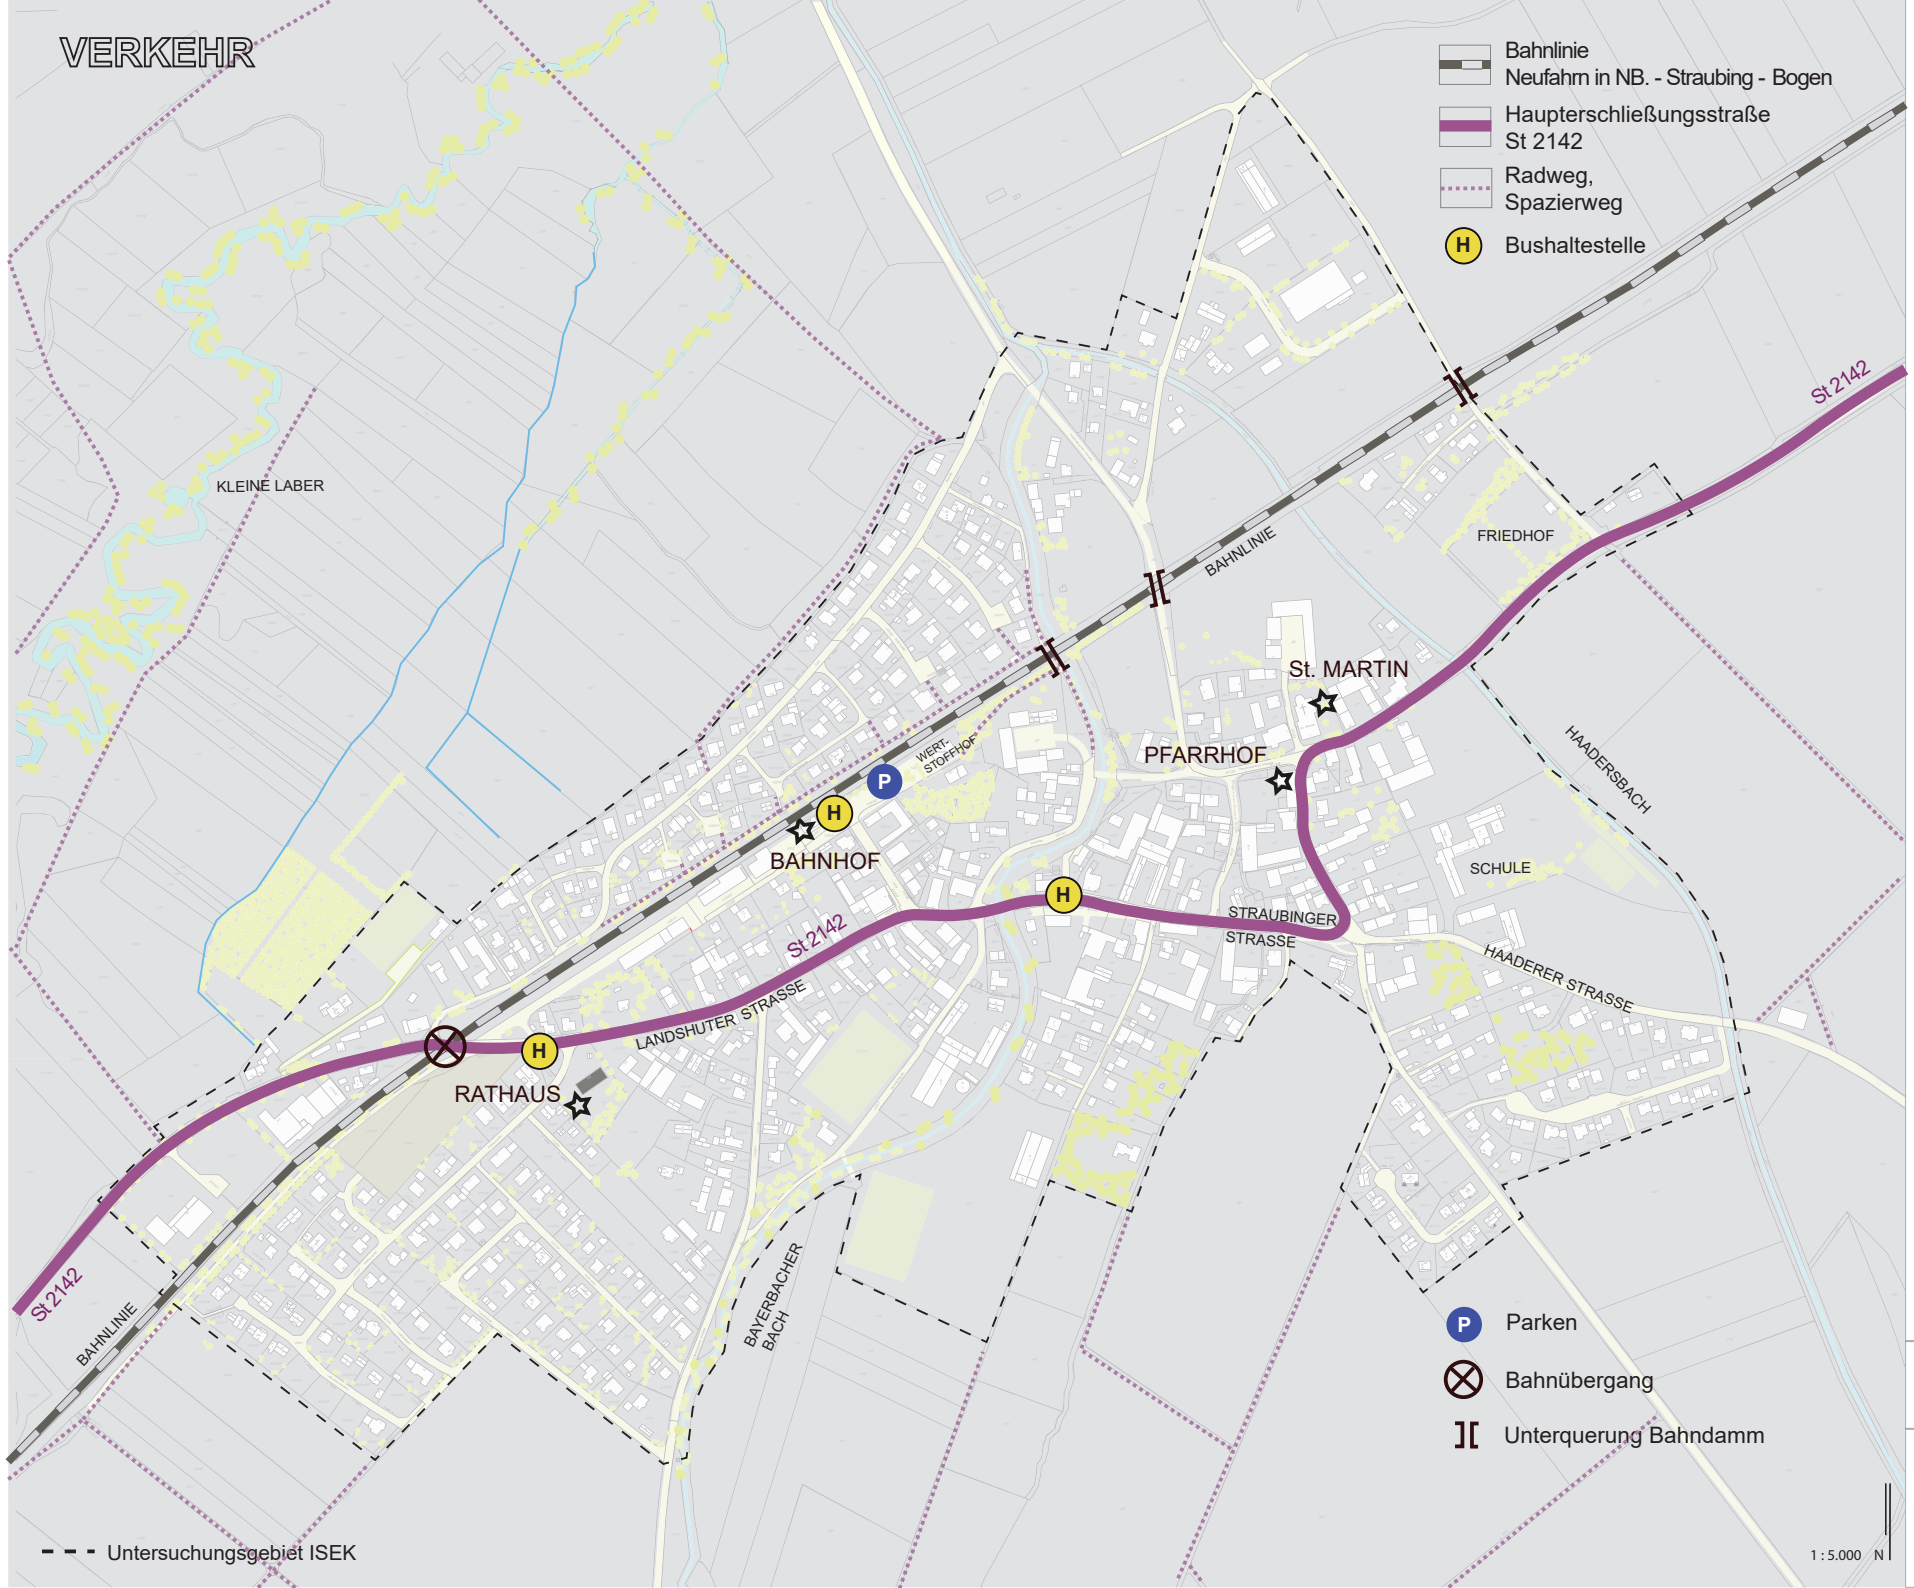 VERKEHR
Bahnlinie
Neufahrn in NB. - Straubing - Bogen
Haupterschließungsstraße
St 2142
Radweg,
Spazierweg
H
Bushaltestelle
St 2142
KLEINE LABER
BAHNLINIE
FRIEDHOF
St. MARTIN
PFARRHOF
WERT-
STOFFHOF
P
H
BAHNHOF
HAADERSBACH
SCHULE
H
STRAUBINGER
STRASSE
St 2142
HAADERER STRASSE
LANDSHUTER STRASSE
H
RATHAUS
St 2142
BAHNLINIE
BAYERBACHER
BACH
P
Parken
Bahnübergang
Unterquerung Bahndamm
Untersuchungsgebiet ISEK
1 : 5.000
N